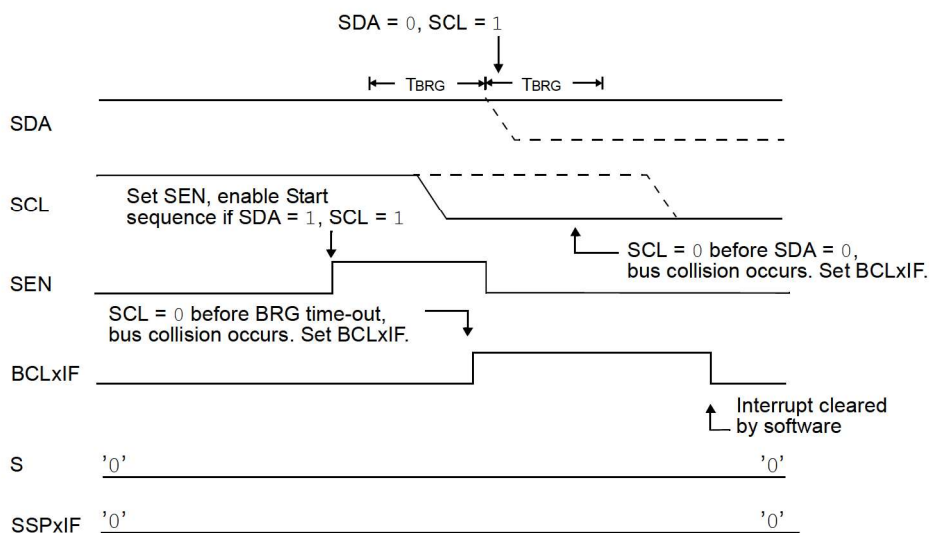 SDA = 0, SCL = 1
TBRG TBRG
SDA
SCL
Set SEN, enable Start
sequence if SDA = 1, SCL = 1
SCL = 0 before SDA = 0,
bus collision occurs. Set BCLxIF.
SEN
SCL = 0 before BRG time-out,
bus collision occurs. Set BCLxIF.
BCLxIF
Interrupt cleared
by software
S '0' '0'
SSPxIF '0' '0'